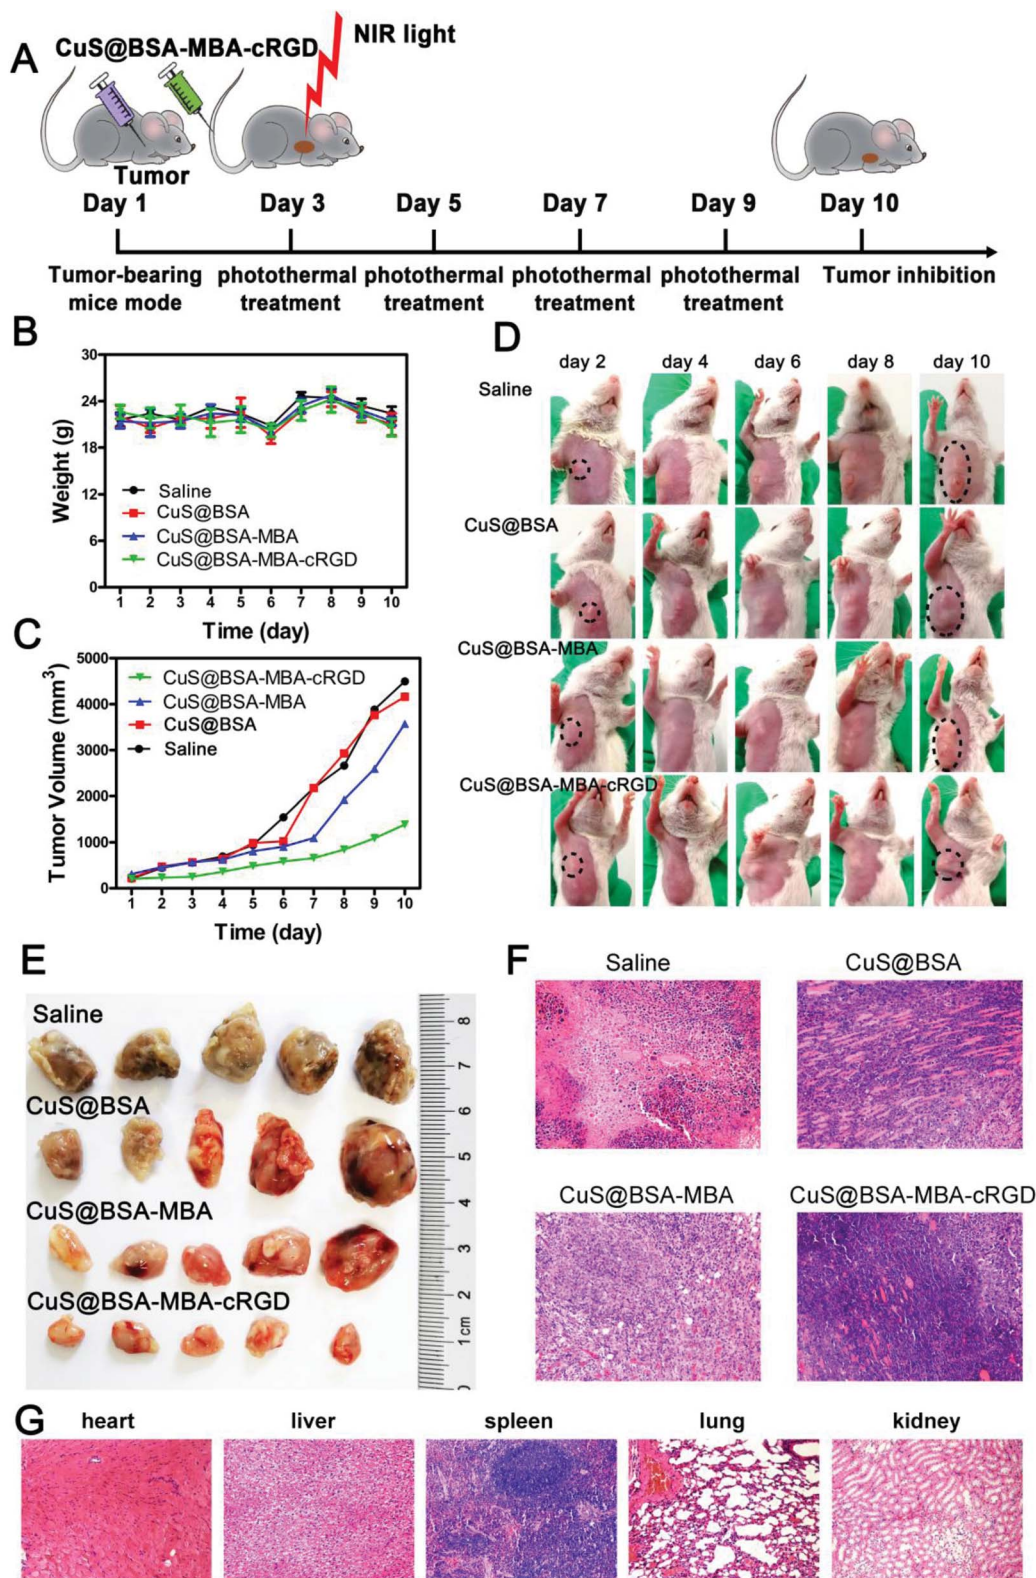 A
CuS@BSA-MBA-cRGD
NIR light
Tumor
Day 1 Day 3 Day 5 Day 7 Day 9 Day 10
Tumor-bearing photothermal photothermal photothermal photothermal Tumor inhibition
mice mode treatment treatment treatment treatment
B
Weight (g)
30
24
18
12
6
0
Saline
CuS@BSA
CuS@BSA-MBA
CuS@BSA-MBA-cRGD
1 2 3 4 5 6 7 8 9 10
Time (day)
C
Tumor Volume (mm3)
5000
4000
3000
2000
1000
0
CuS@BSA-MBA-cRGD
CuS@BSA-MBA
CuS@BSA
Saline
1 2 3 4 5 6 7 8 9 10
Time (day)
D
day 2 day 4 day 6 day 8 day 10
Saline
CuS@BSA
CuS@BSA-MBA
CuS@BSA-MBA-cRGD
E
Saline
CuS@BSA
CuS@BSA-MBA
CuS@BSA-MBA-cRGD
8
7
6
5
4
3
2
1cm
0
F
Saline CuS@BSA
CuS@BSA-MBA CuS@BSA-MBA-cRGD
G
heart liver spleen lung kidney